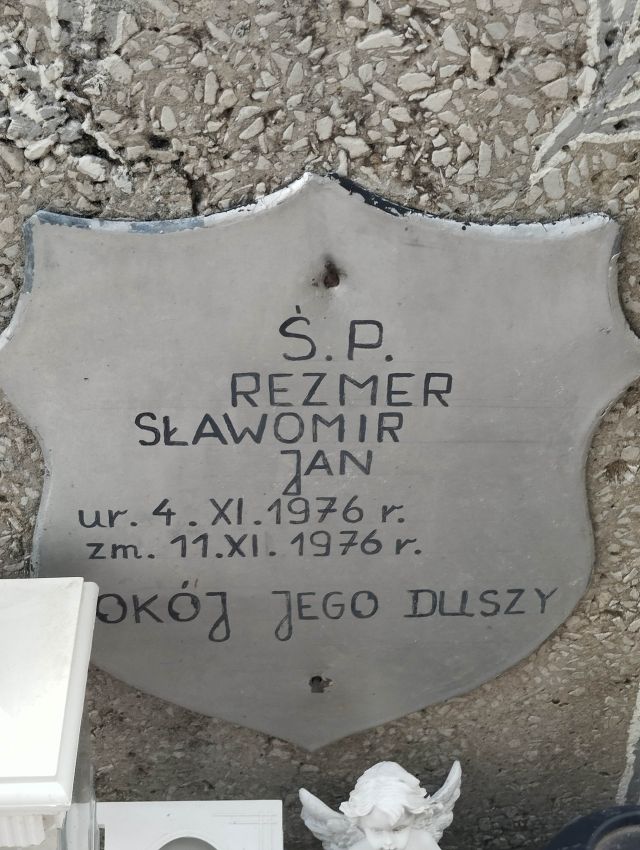 Ś.P.
REZMER
SŁAWOMIR
JAN
ur. 4. XI. 1976 r.
zm. 11. XI. 1976 r.
OKÓJ JEGO DUSZY